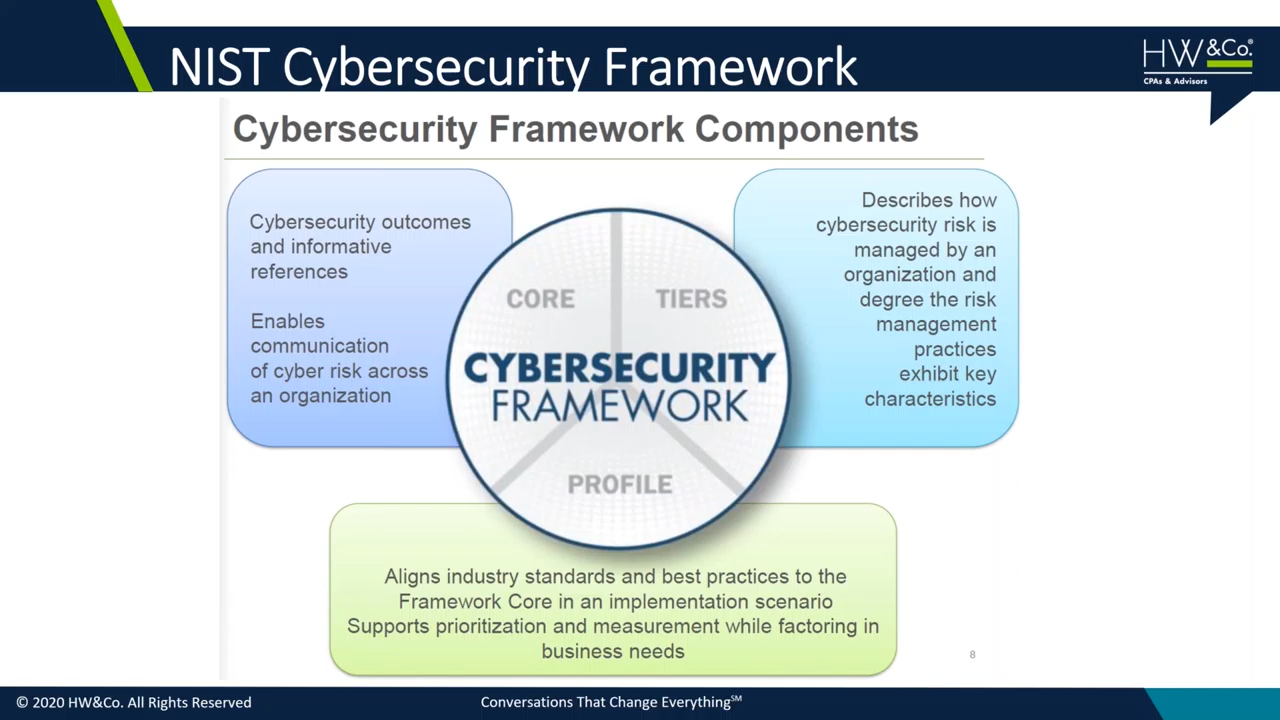 NIST Cybersecurity Framework
HW&Co.®
CPAs & Advisors
Cybersecurity Framework Components
Cybersecurity outcomes
and informative
references
Enables
communication
of cyber risk across
an organization
Describes how
cybersecurity risk is
managed by an
organization and
degree the risk
management
practices
exhibit key
characteristics
CORE
TIERS
CYBERSECURITY
FRAMEWORK
PROFILE
Aligns industry standards and best practices to the
Framework Core in an implementation scenario
Supports prioritization and measurement while factoring in
business needs
8
© 2020 HW&Co. All Rights Reserved
Conversations That Change Everything℠